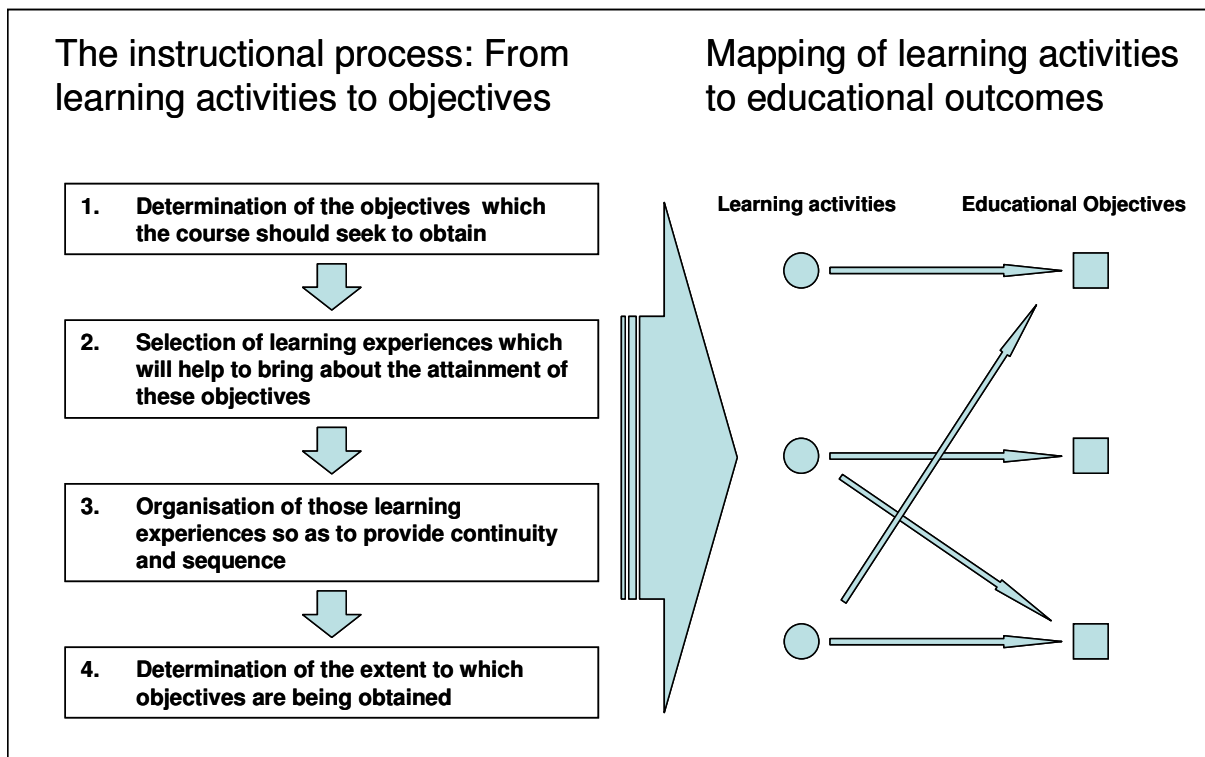 The instructional process: From
learning activities to objectives
1. Determination of the objectives which
the course should seek to obtain
2. Selection of learning experiences which
will help to bring about the attainment of
these objectives
3. Organisation of those learning
experiences so as to provide continuity
and sequence
4. Determination of the extent to which
objectives are being obtained
Mapping of learning activities
to educational outcomes
Learning activities
Educational Objectives